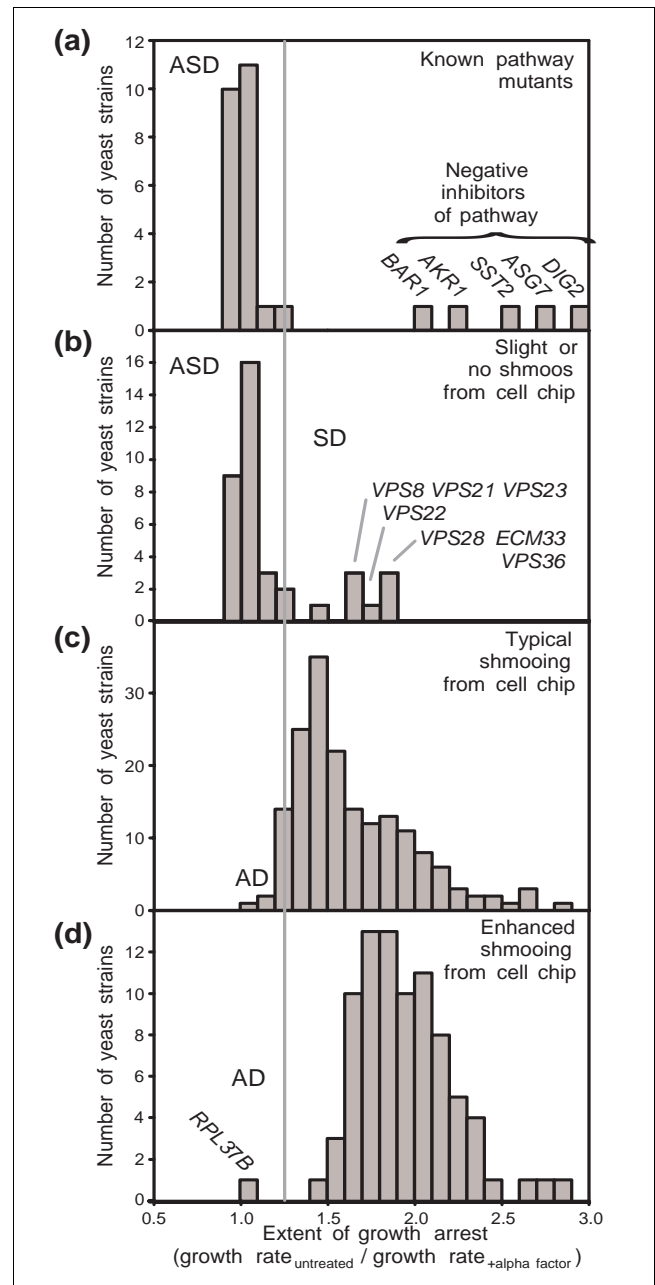 (a)
12
10
8
6
4
2
0
Number of yeast strains
ASD
Known pathway
mutants
Negative
inhibitors
of pathway
BAR1
AKR1
SST2
ASG7
DIG2
(b)
16
14
12
10
8
6
4
2
0
Number of yeast strains
ASD
Slight or
no shmoos
from cell chip
SD
VPS8 VPS21 VPS23
VPS22
VPS28 ECM33
VPS36
(c)
30
20
10
0
Number of yeast strains
Typical
shmooing
from cell chip
AD
(d)
12
10
8
6
4
2
0
Number of yeast strains
Enhanced
shmooing
from cell chip
AD
RPL37B
0.5 1.0 1.5 2.0 2.5 3.0
Extent of growth arrest
(growth rate untreated / growth rate +alpha factor )